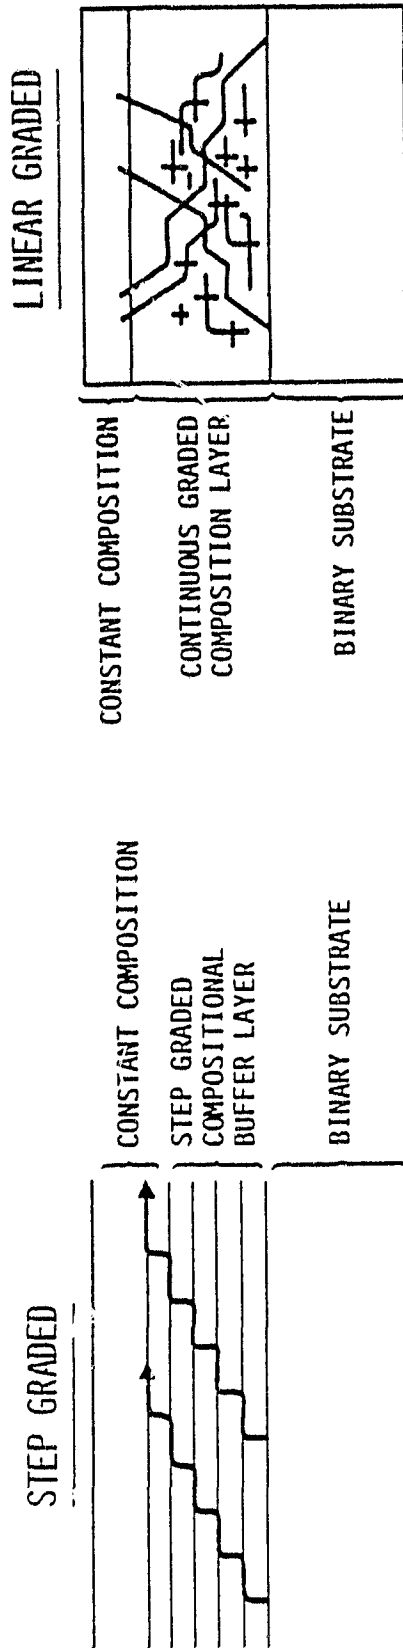 STEP GRADED
CONSTANT COMPOSITION
STEP GRADED
COMPOSITIONAL
BUFFER LAYER
BINARY SUBSTRATE
LINEAR GRADED
CONSTANT COMPOSITION
CONTINUOUS GRADED
COMPOSITION LAYER
BINARY SUBSTRATE